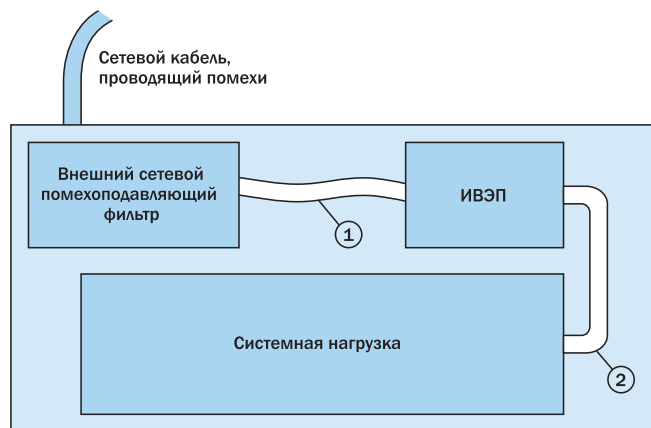 Сетевой кабель,
проводящий помехи
Внешний сетевой
помехоподавляющий
фильтр
ИВЭП
1
Системная нагрузка
2